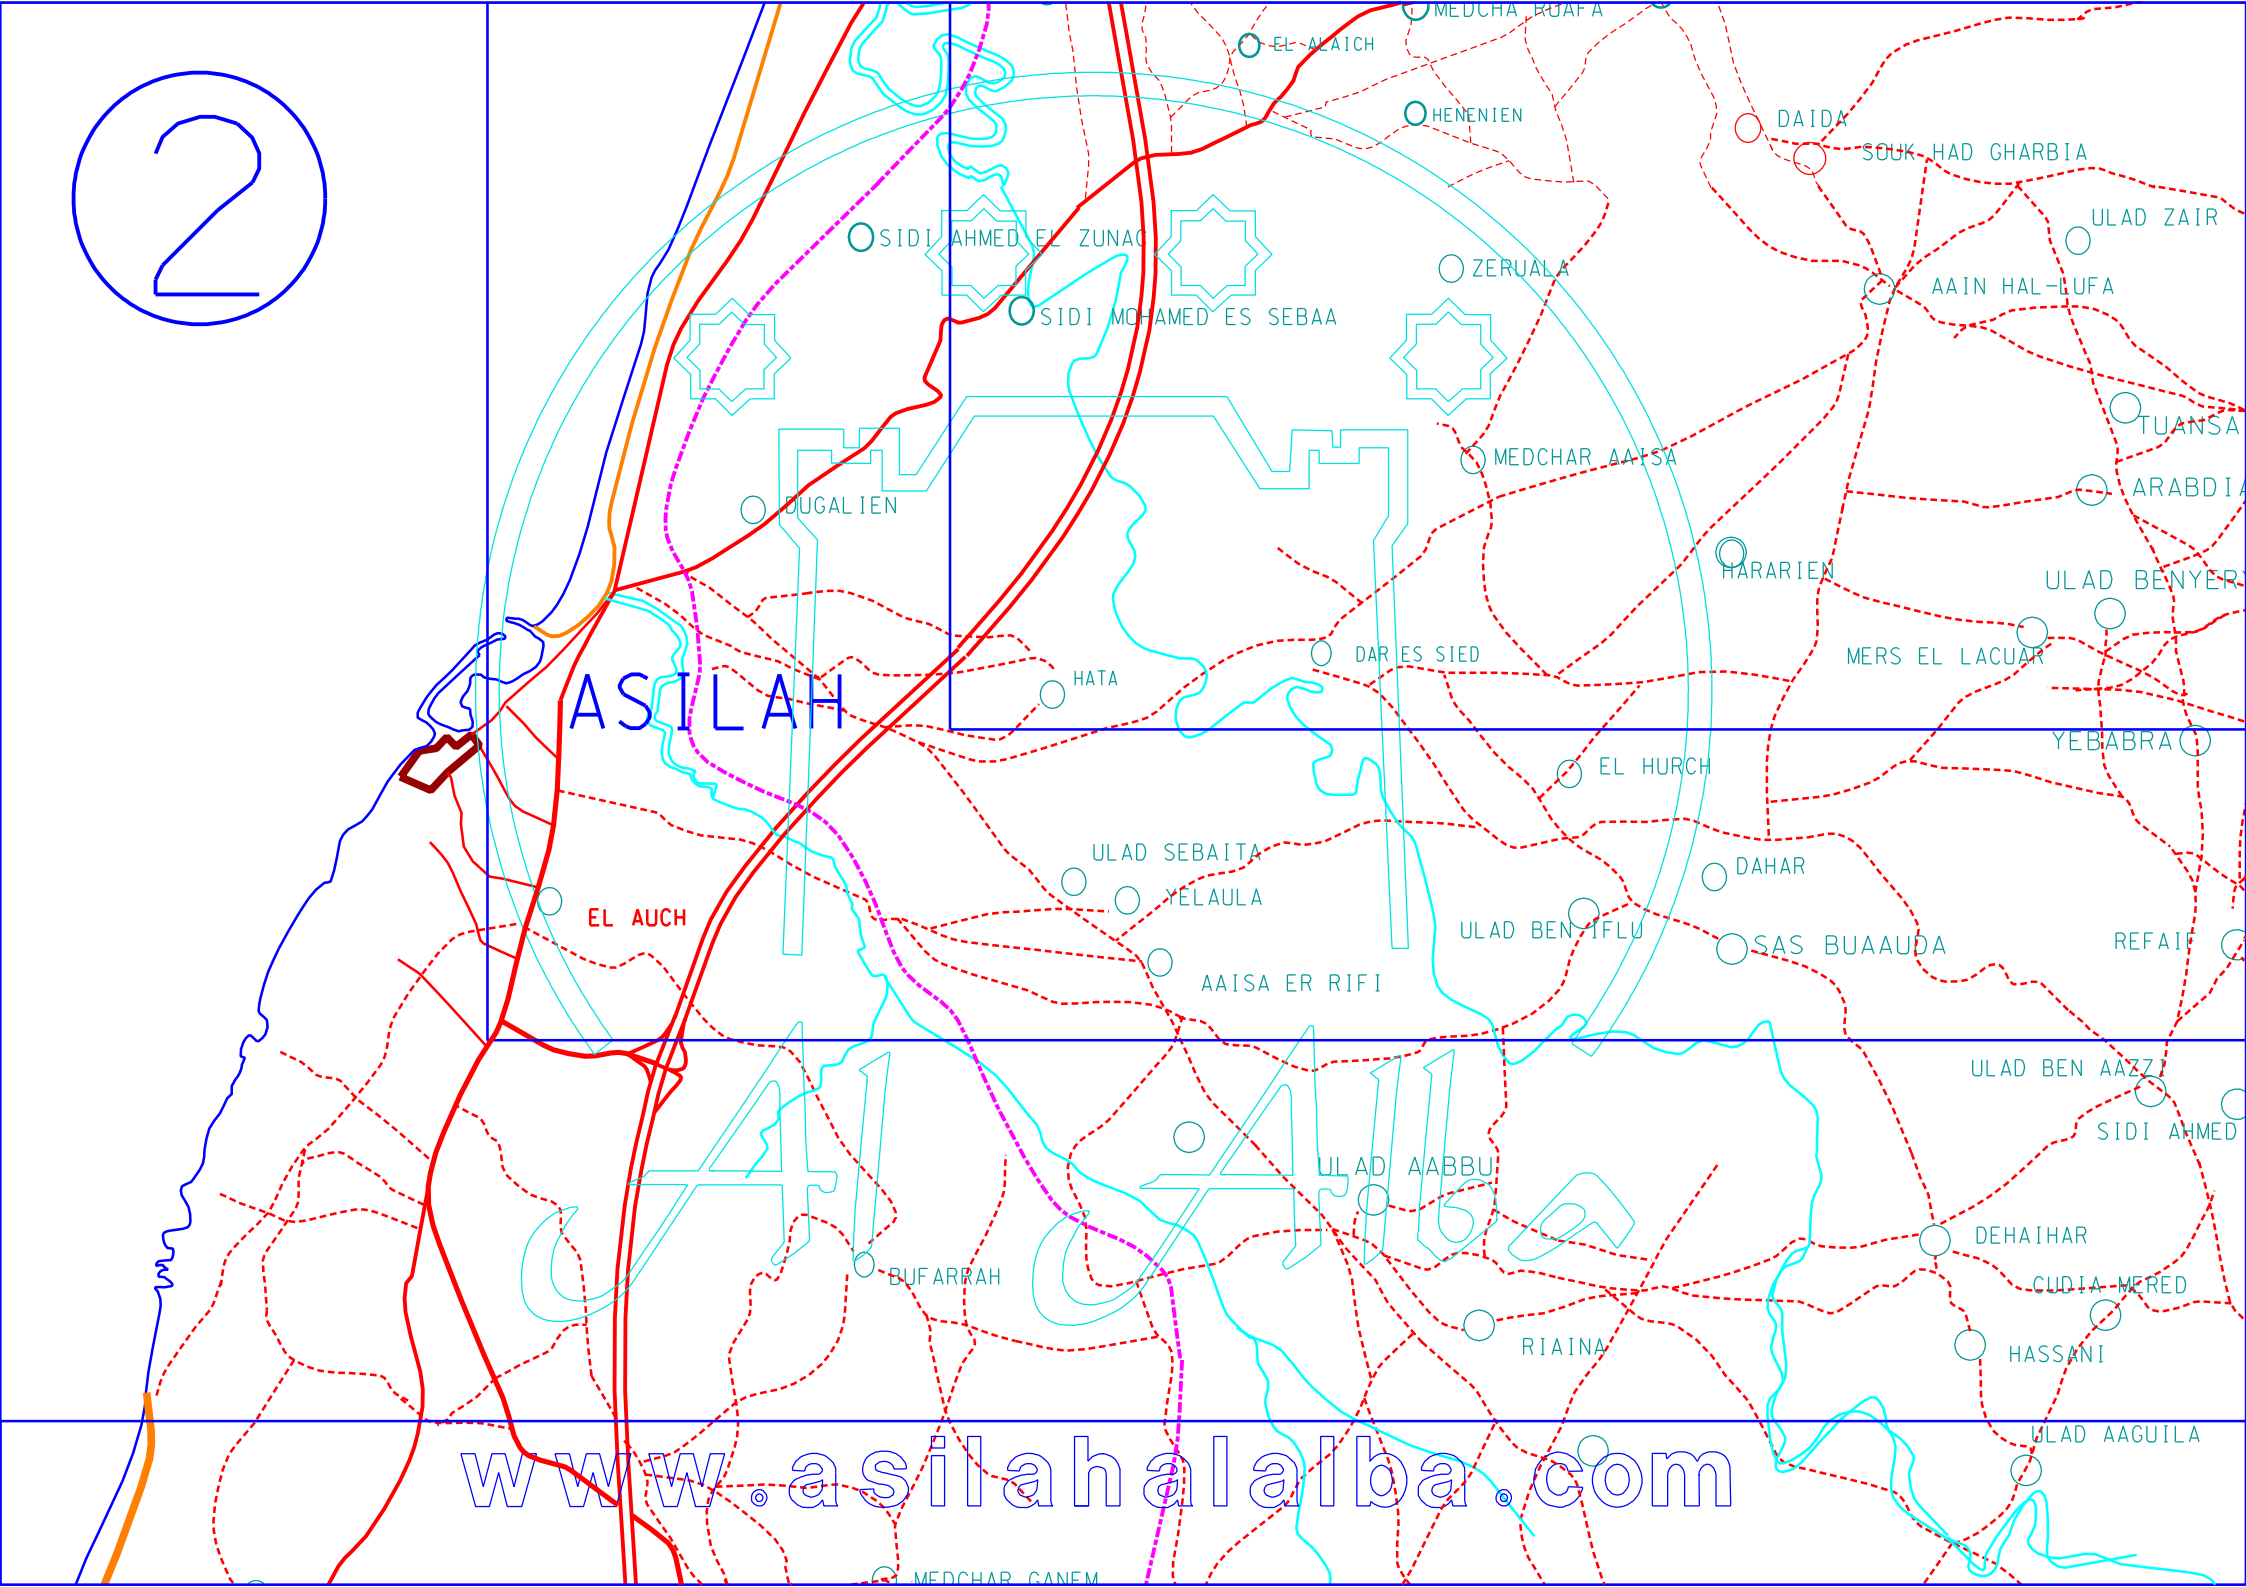 MEDCHA RUAFA
EL ALAICH
2
HENENIEN
DAIDA
SOUK HAD GHARBIA
ULAD ZAIR
SIDI AHMED EL ZUNAC
ZERUALA
AAIN HAL-LUFA
SIDI MOHAMED ES SEBAA
TUANSA
MEDCHAR AAISA
ARABDIA
DUGALIEN
HARARIEN
ULAD BENYERY
DAR ES SIED
MERS EL LACUAR
HATA
ASILAH
YEBABRA
EL HURCH
ULAD SEBAITA
DAHAR
YELAULA
EL AUCH
ULAD BEN IFLU
SAS BUAAUDA
REFAIF
AAISA ER RIFI
ULAD BEN AAZZI
SIDI AHMED
Al Alba
ULAD AABBU
DEHAIHAR
BUFARRAH
CUDIA MERED
RIAINA
HASSANI
ULAD AAGUILA
www.asilahalalba.com
MEDCHAR GANEM